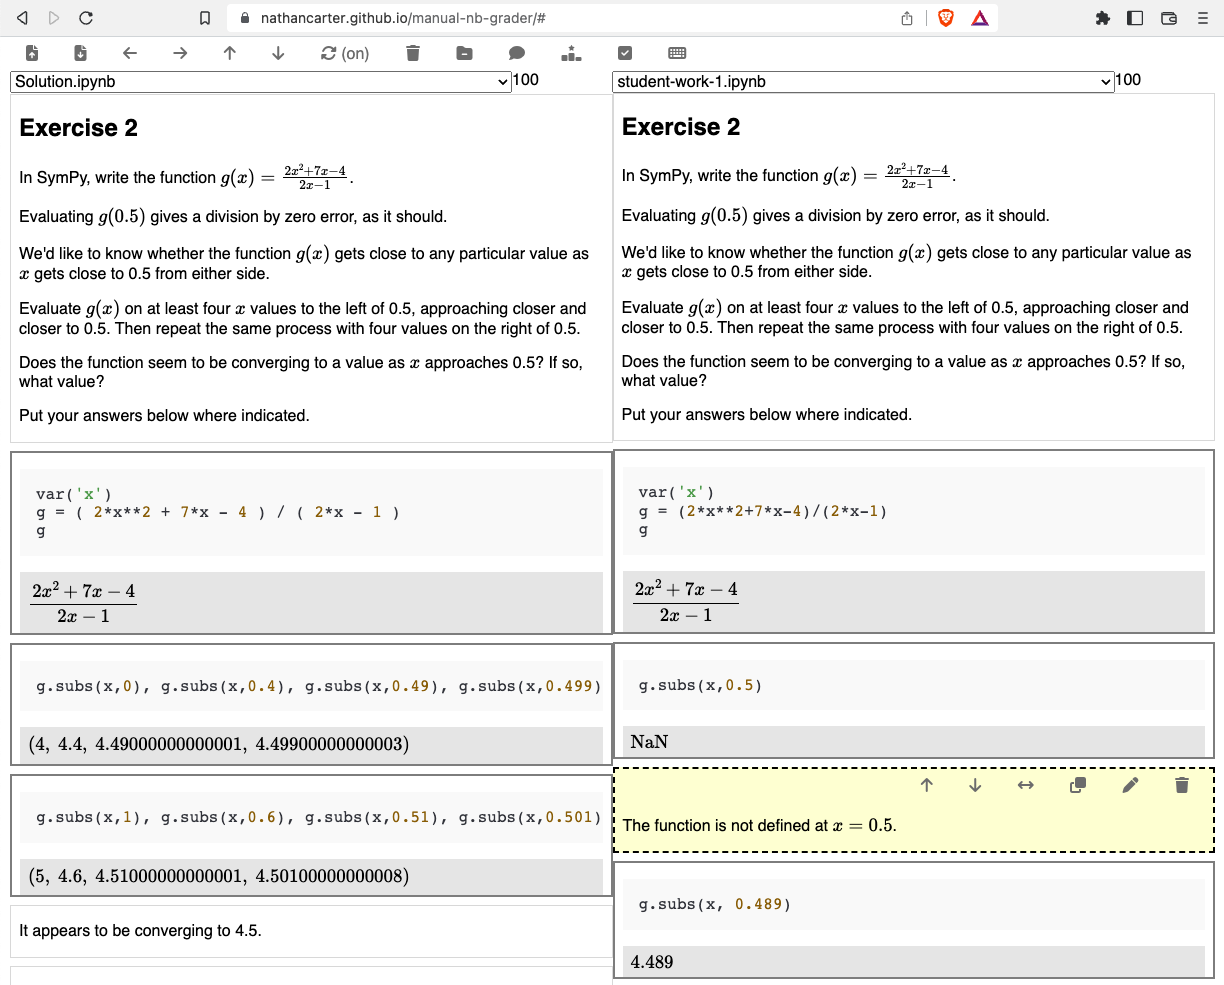 nathancarter.github.io/manual-nb-grader/#
(on)
Solution.ipynb
100
Exercise 2
In SymPy, write the function g(x) = (2x²+7x−4)/(2x−1).
Evaluating g(0.5) gives a division by zero error, as it should.
We'd like to know whether the function g(x) gets close to any particular value as
x gets close to 0.5 from either side.
Evaluate g(x) on at least four x values to the left of 0.5, approaching closer and
closer to 0.5. Then repeat the same process with four values on the right of 0.5.
Does the function seem to be converging to a value as x approaches 0.5? If so,
what value?
Put your answers below where indicated.
var('x')
g = ( 2*x**2 + 7*x - 4 ) / ( 2*x - 1 )
g
2x² + 7x − 4
2x − 1
g.subs(x,0), g.subs(x,0.4), g.subs(x,0.49), g.subs(x,0.499)
(4, 4.4, 4.49000000000001, 4.49900000000003)
g.subs(x,1), g.subs(x,0.6), g.subs(x,0.51), g.subs(x,0.501)
(5, 4.6, 4.51000000000001, 4.50100000000008)
It appears to be converging to 4.5.
student-work-1.ipynb
100
Exercise 2
In SymPy, write the function g(x) = (2x²+7x−4)/(2x−1).
Evaluating g(0.5) gives a division by zero error, as it should.
We'd like to know whether the function g(x) gets close to any particular value as
x gets close to 0.5 from either side.
Evaluate g(x) on at least four x values to the left of 0.5, approaching closer and
closer to 0.5. Then repeat the same process with four values on the right of 0.5.
Does the function seem to be converging to a value as x approaches 0.5? If so,
what value?
Put your answers below where indicated.
var('x')
g = (2*x**2+7*x-4)/(2*x-1)
g
2x² + 7x − 4
2x − 1
g.subs(x,0.5)
NaN
The function is not defined at x = 0.5.
g.subs(x, 0.489)
4.489